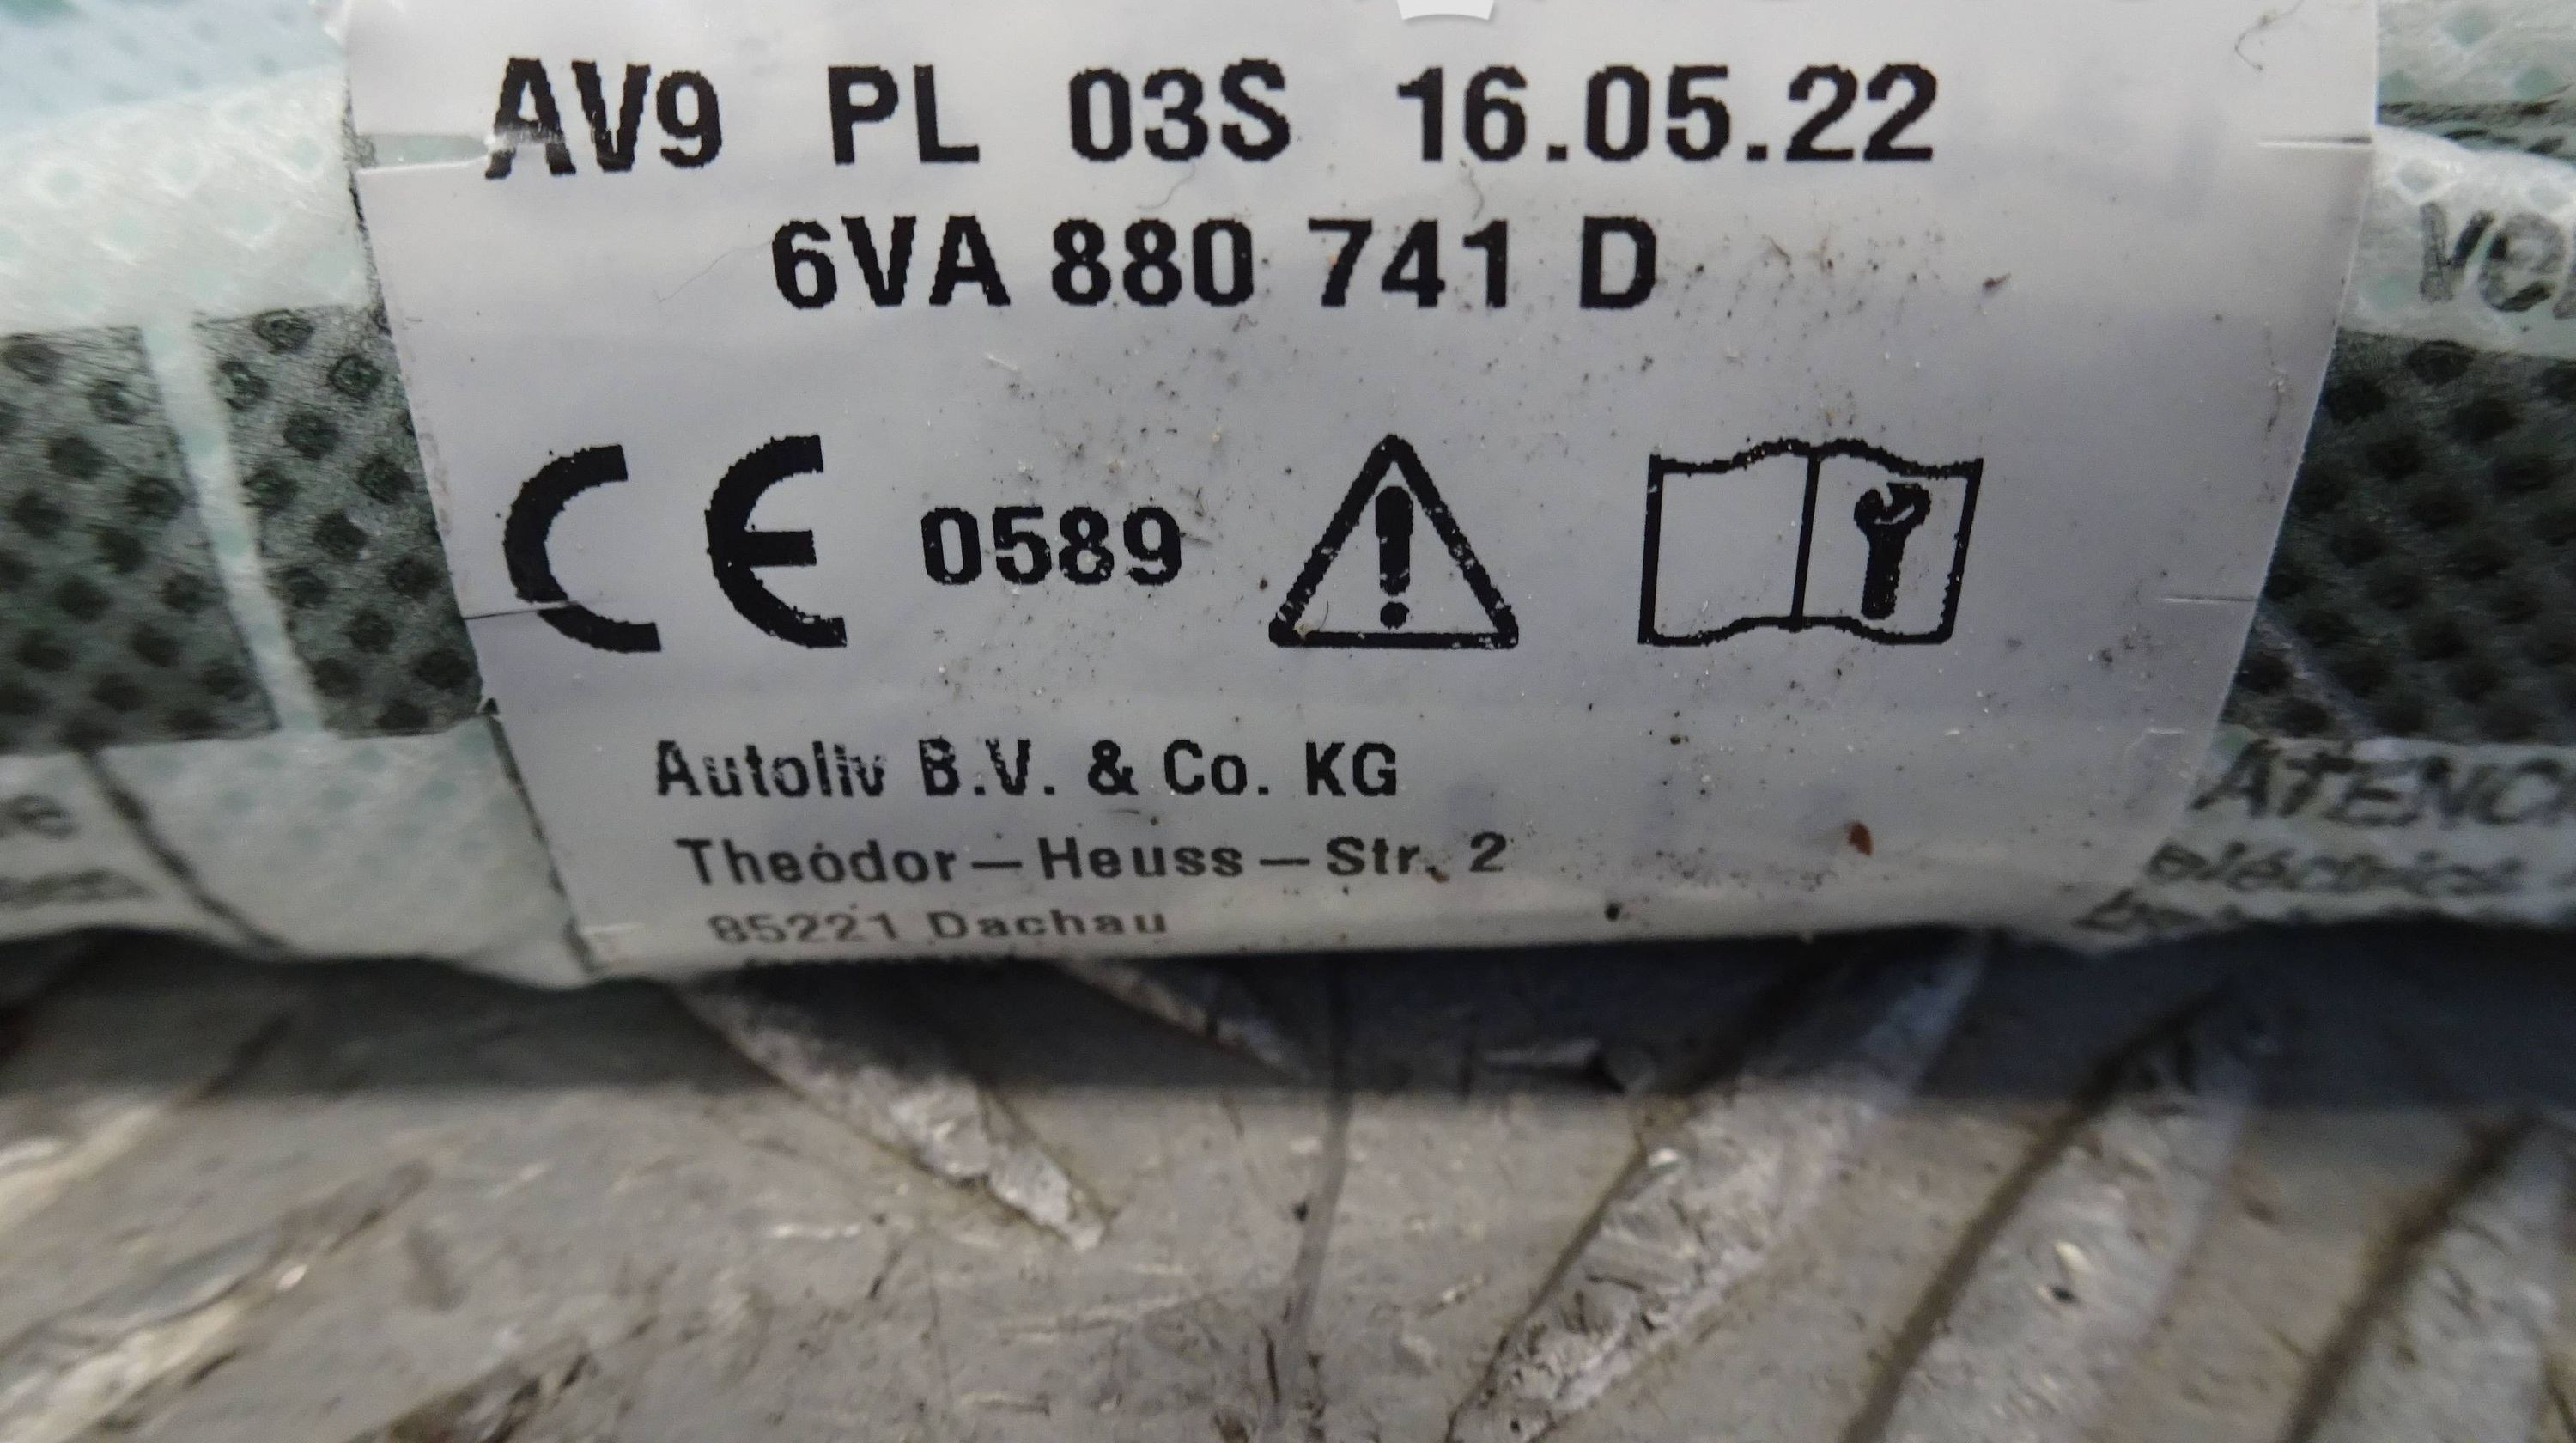 AV9 PL 03S 16.05.22
6VA 880 741 D
CE 0589
Autoliv B.V. & Co. KG
Theodor-Heuss-Str. 2
85221 Dachau